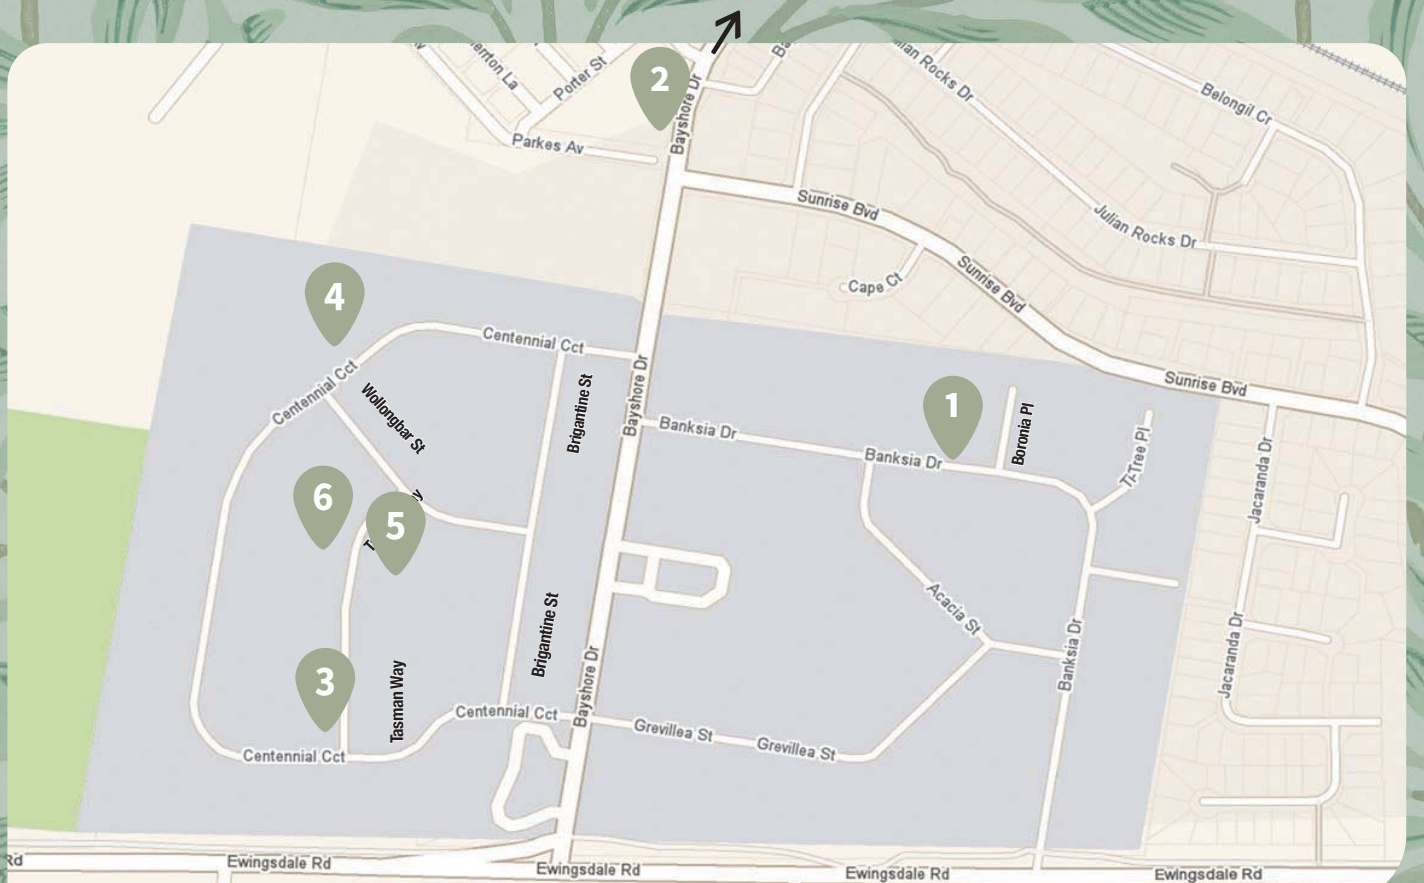 2
Porter St
Bayshore Dr
Parkes Av
Julian Rocks Dr
Belongil Cr
Sunrise Bvd
Julian Rocks Dr
Cape Ct
Sunrise Bvd
Sunrise Bvd
4
Centennial Cct
Centennial Cct
Wollongbar St
Brigantine St
Bayshore Dr
1
Banksia Dr
Banksia Dr
Boronia Pl
Ti-Tree Pl
Jacaranda Dr
6
5
Acacia St
Brigantine St
Banksia Dr
Jacaranda Dr
3
Tasman Way
Bayshore Dr
Centennial Cct
Centennial Cct
Grevillea St
Grevillea St
Rd
Ewingsdale Rd
Ewingsdale Rd
Ewingsdale Rd
Ewingsdale Rd